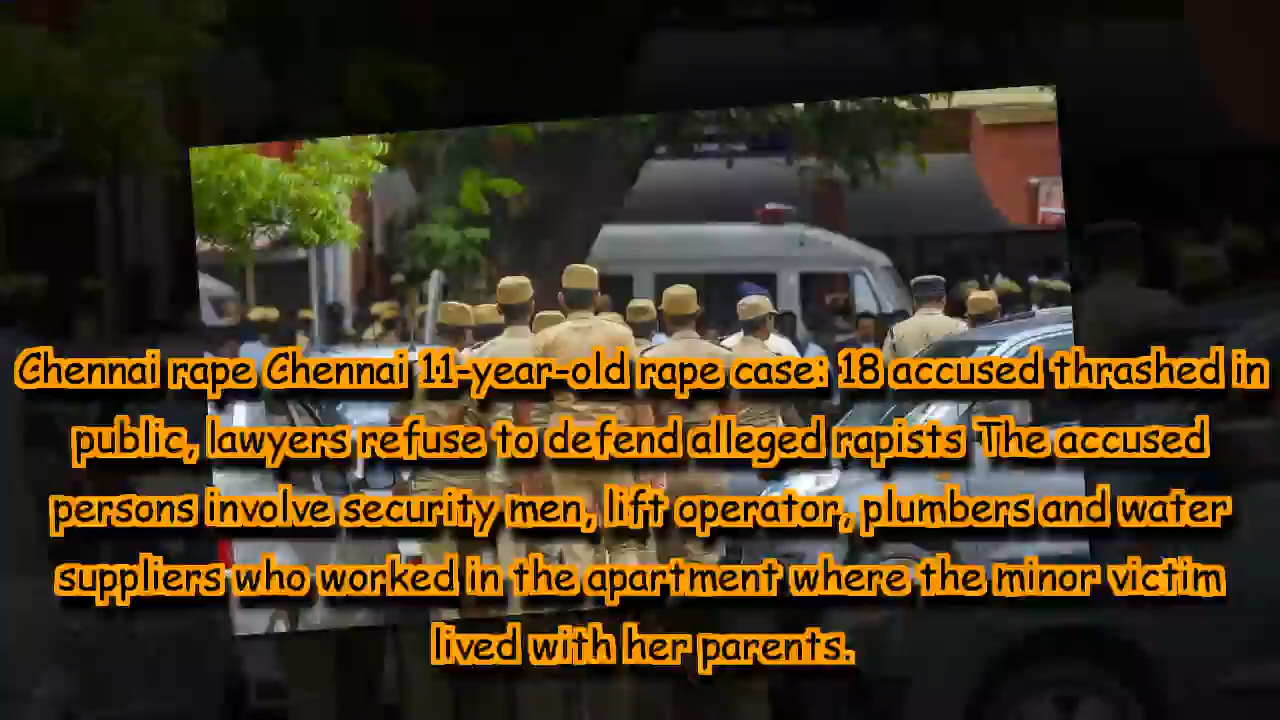 Chennai rape Chennai 11-year-old rape case: 18 accused thrashed in
public, lawyers refuse to defend alleged rapists The accused
persons involve security men, lift operator, plumbers and water
suppliers who worked in the apartment where the minor victim
lived with her parents.